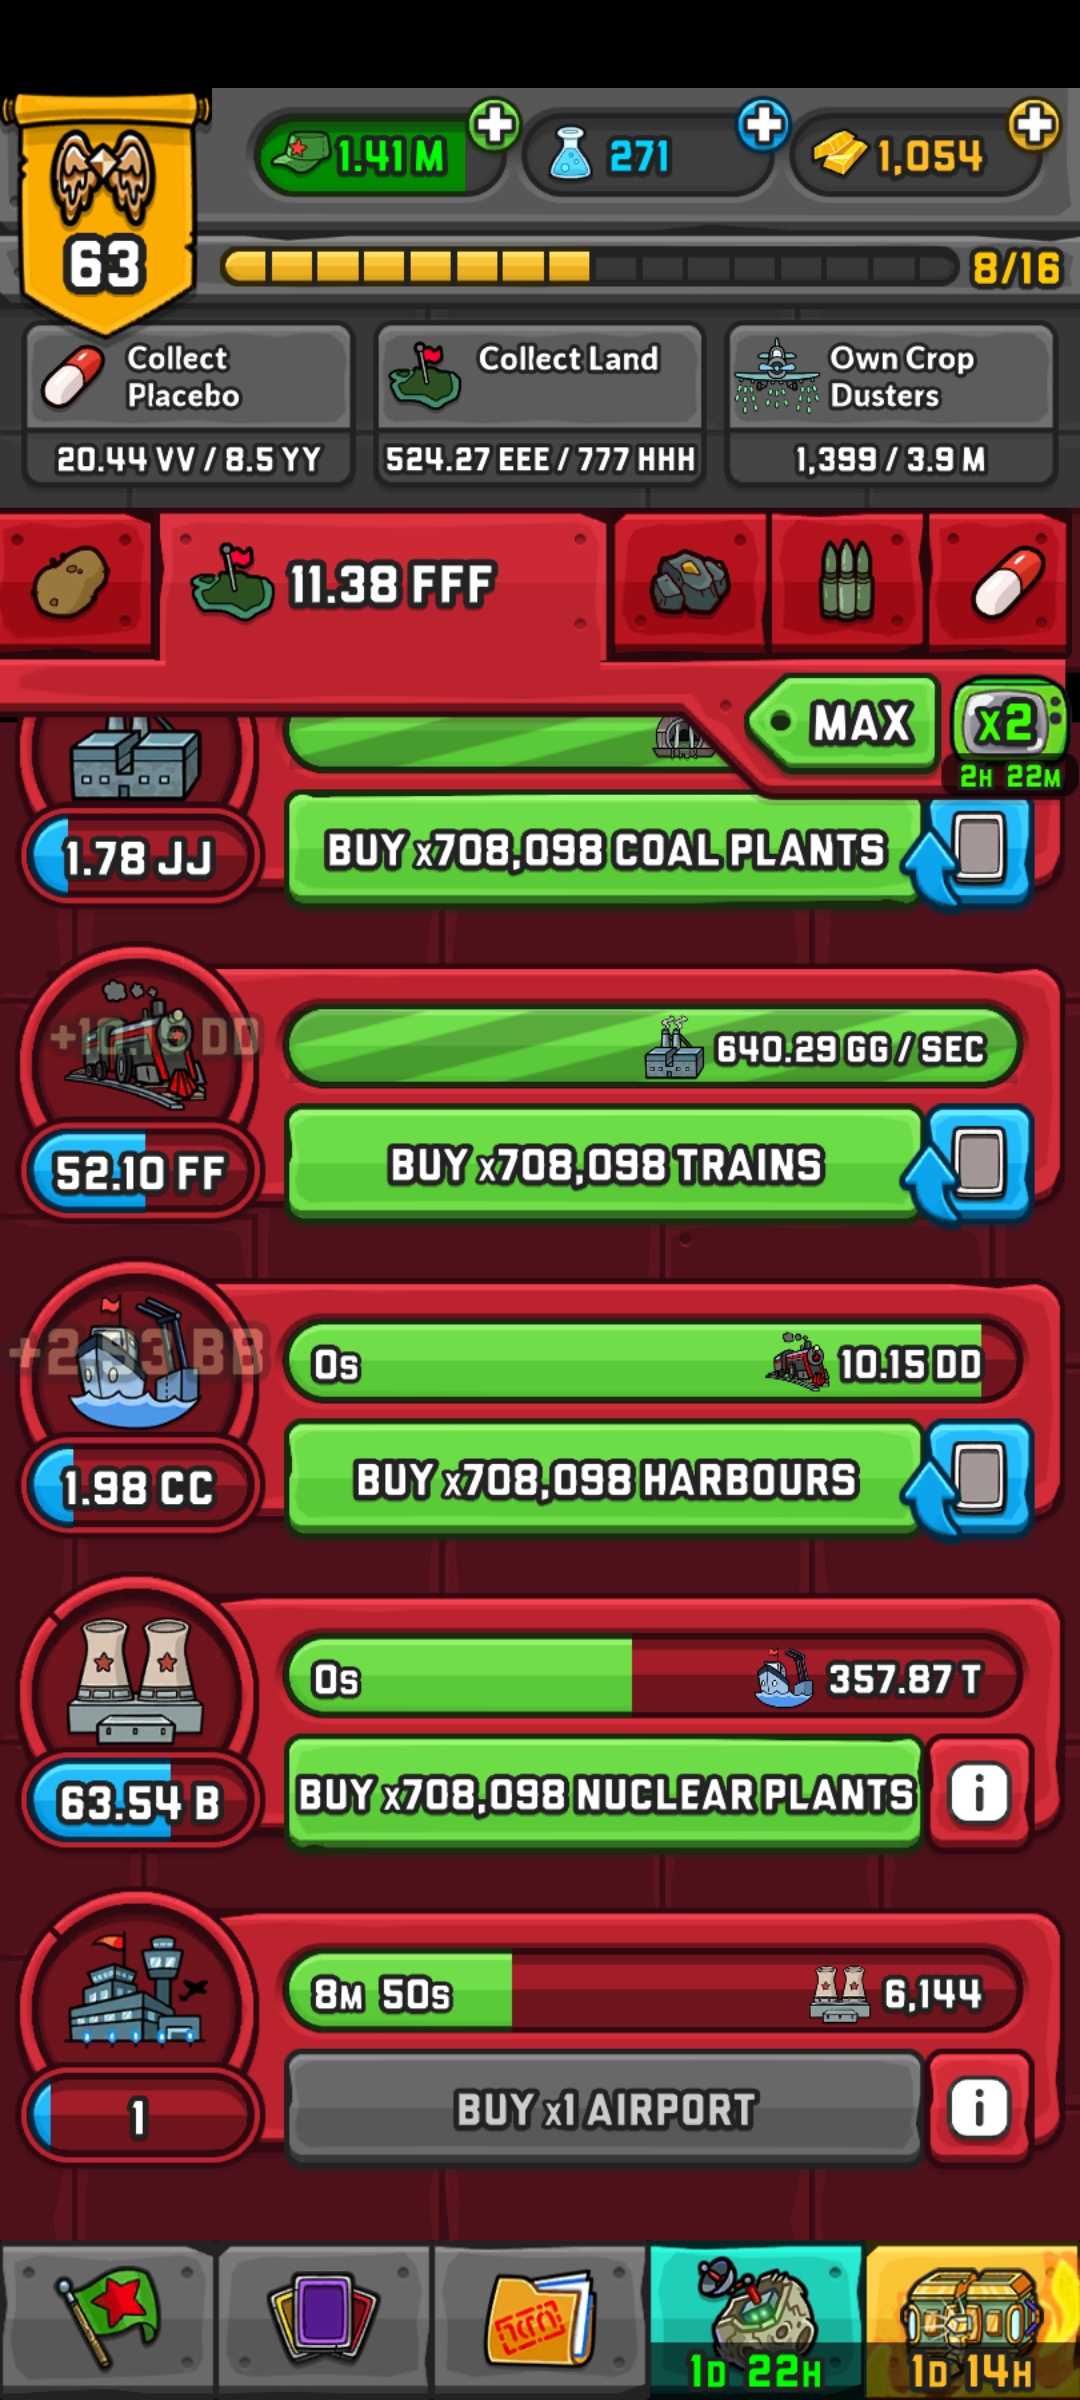 1.41 M
271
1,054
63
8/16
Collect
Placebo
20.44 VV / 8.5 YY
Collect Land
524.27 EEE / 777 HHH
Own Crop
Dusters
1,399 / 3.9 M
11.38 FFF
MAX
x2
2H 22M
1.78 JJ
BUY x708,098 COAL PLANTS
640.29 GG / SEC
52.10 FF
BUY x708,098 TRAINS
0s
10.15 DD
1.98 CC
BUY x708,098 HARBOURS
0s
357.87 T
63.54 B
BUY x708,098 NUCLEAR PLANTS
i
8M 50s
6,144
1
BUY x1 AIRPORT
i
1D 22H
1D 14H